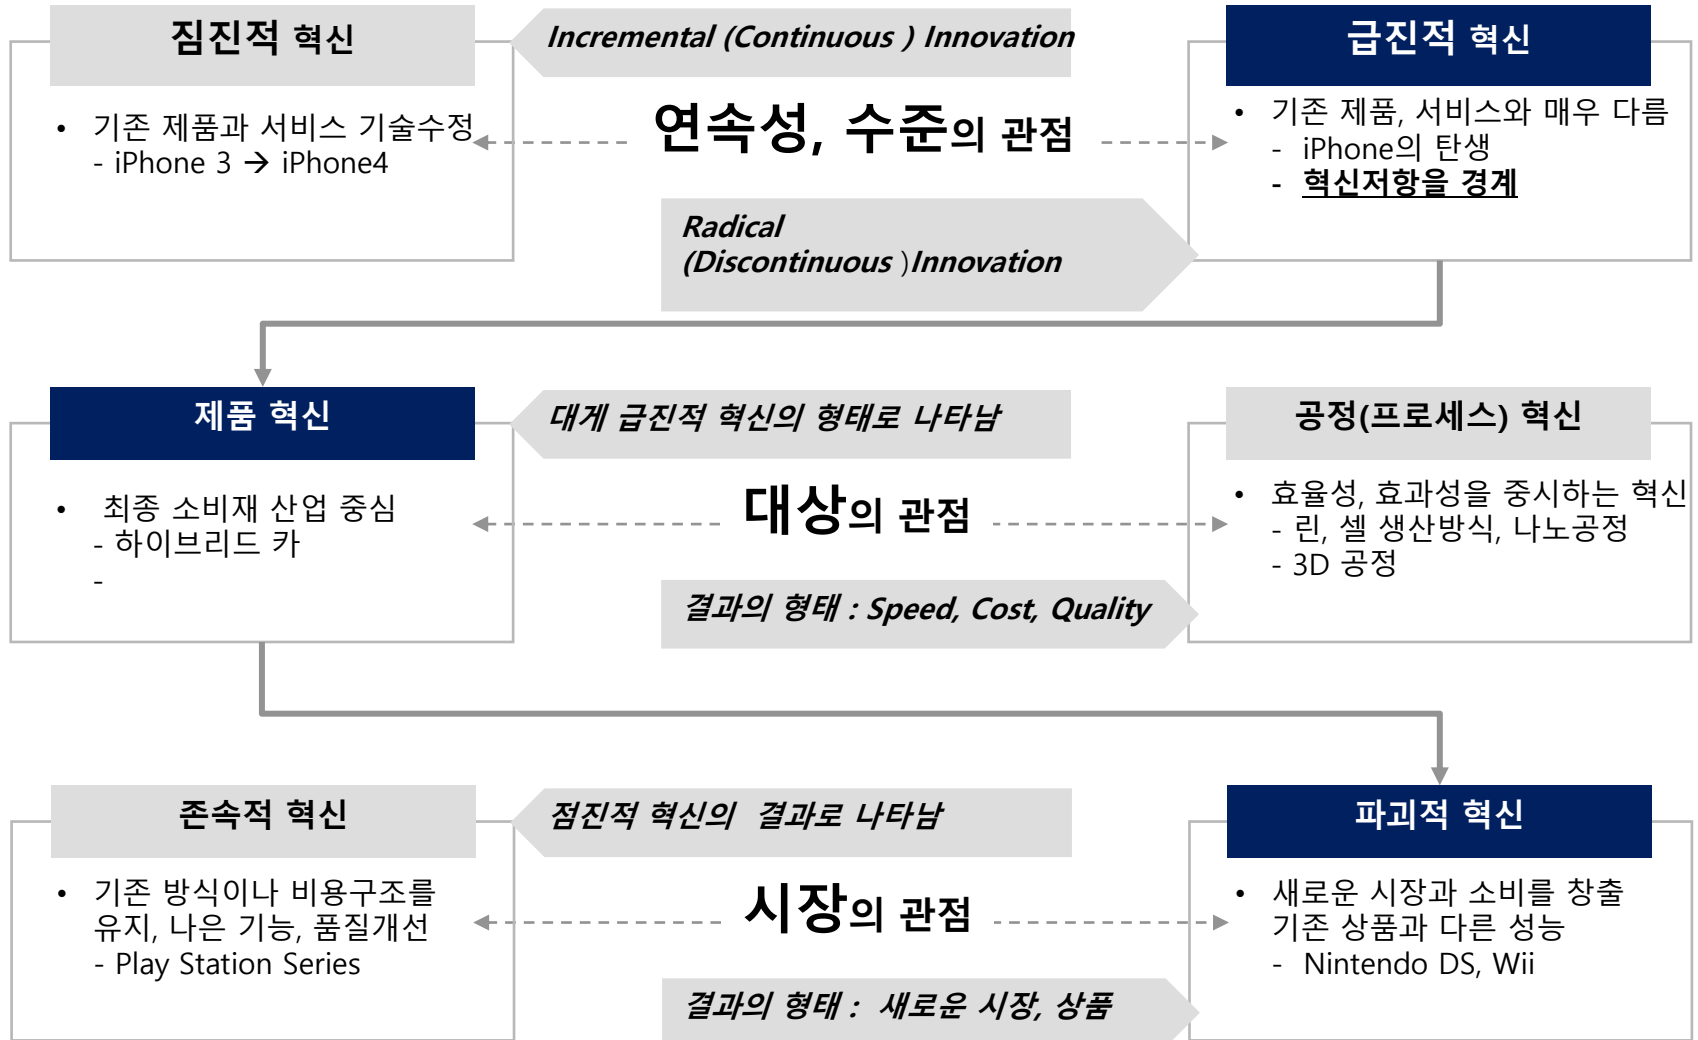 짐진적 혁신
Incremental (Continuous ) Innovation
급진적 혁신
• 기존 제품과 서비스 기술수정
- iPhone 3 → iPhone4
연속성, 수준의 관점
• 기존 제품, 서비스와 매우 다름
- iPhone의 탄생
- 혁신저항을 경계
Radical
(Discontinuous )Innovation
제품 혁신
대게 급진적 혁신의 형태로 나타남
공정(프로세스) 혁신
• 최종 소비재 산업 중심
- 하이브리드 카
-
대상의 관점
• 효율성, 효과성을 중시하는 혁신
- 린, 셀 생산방식, 나노공정
- 3D 공정
결과의 형태 : Speed, Cost, Quality
존속적 혁신
점진적 혁신의 결과로 나타남
파괴적 혁신
• 기존 방식이나 비용구조를
유지, 나은 기능, 품질개선
- Play Station Series
시장의 관점
• 새로운 시장과 소비를 창출
기존 상품과 다른 성능
- Nintendo DS, Wii
결과의 형태 : 새로운 시장, 상품